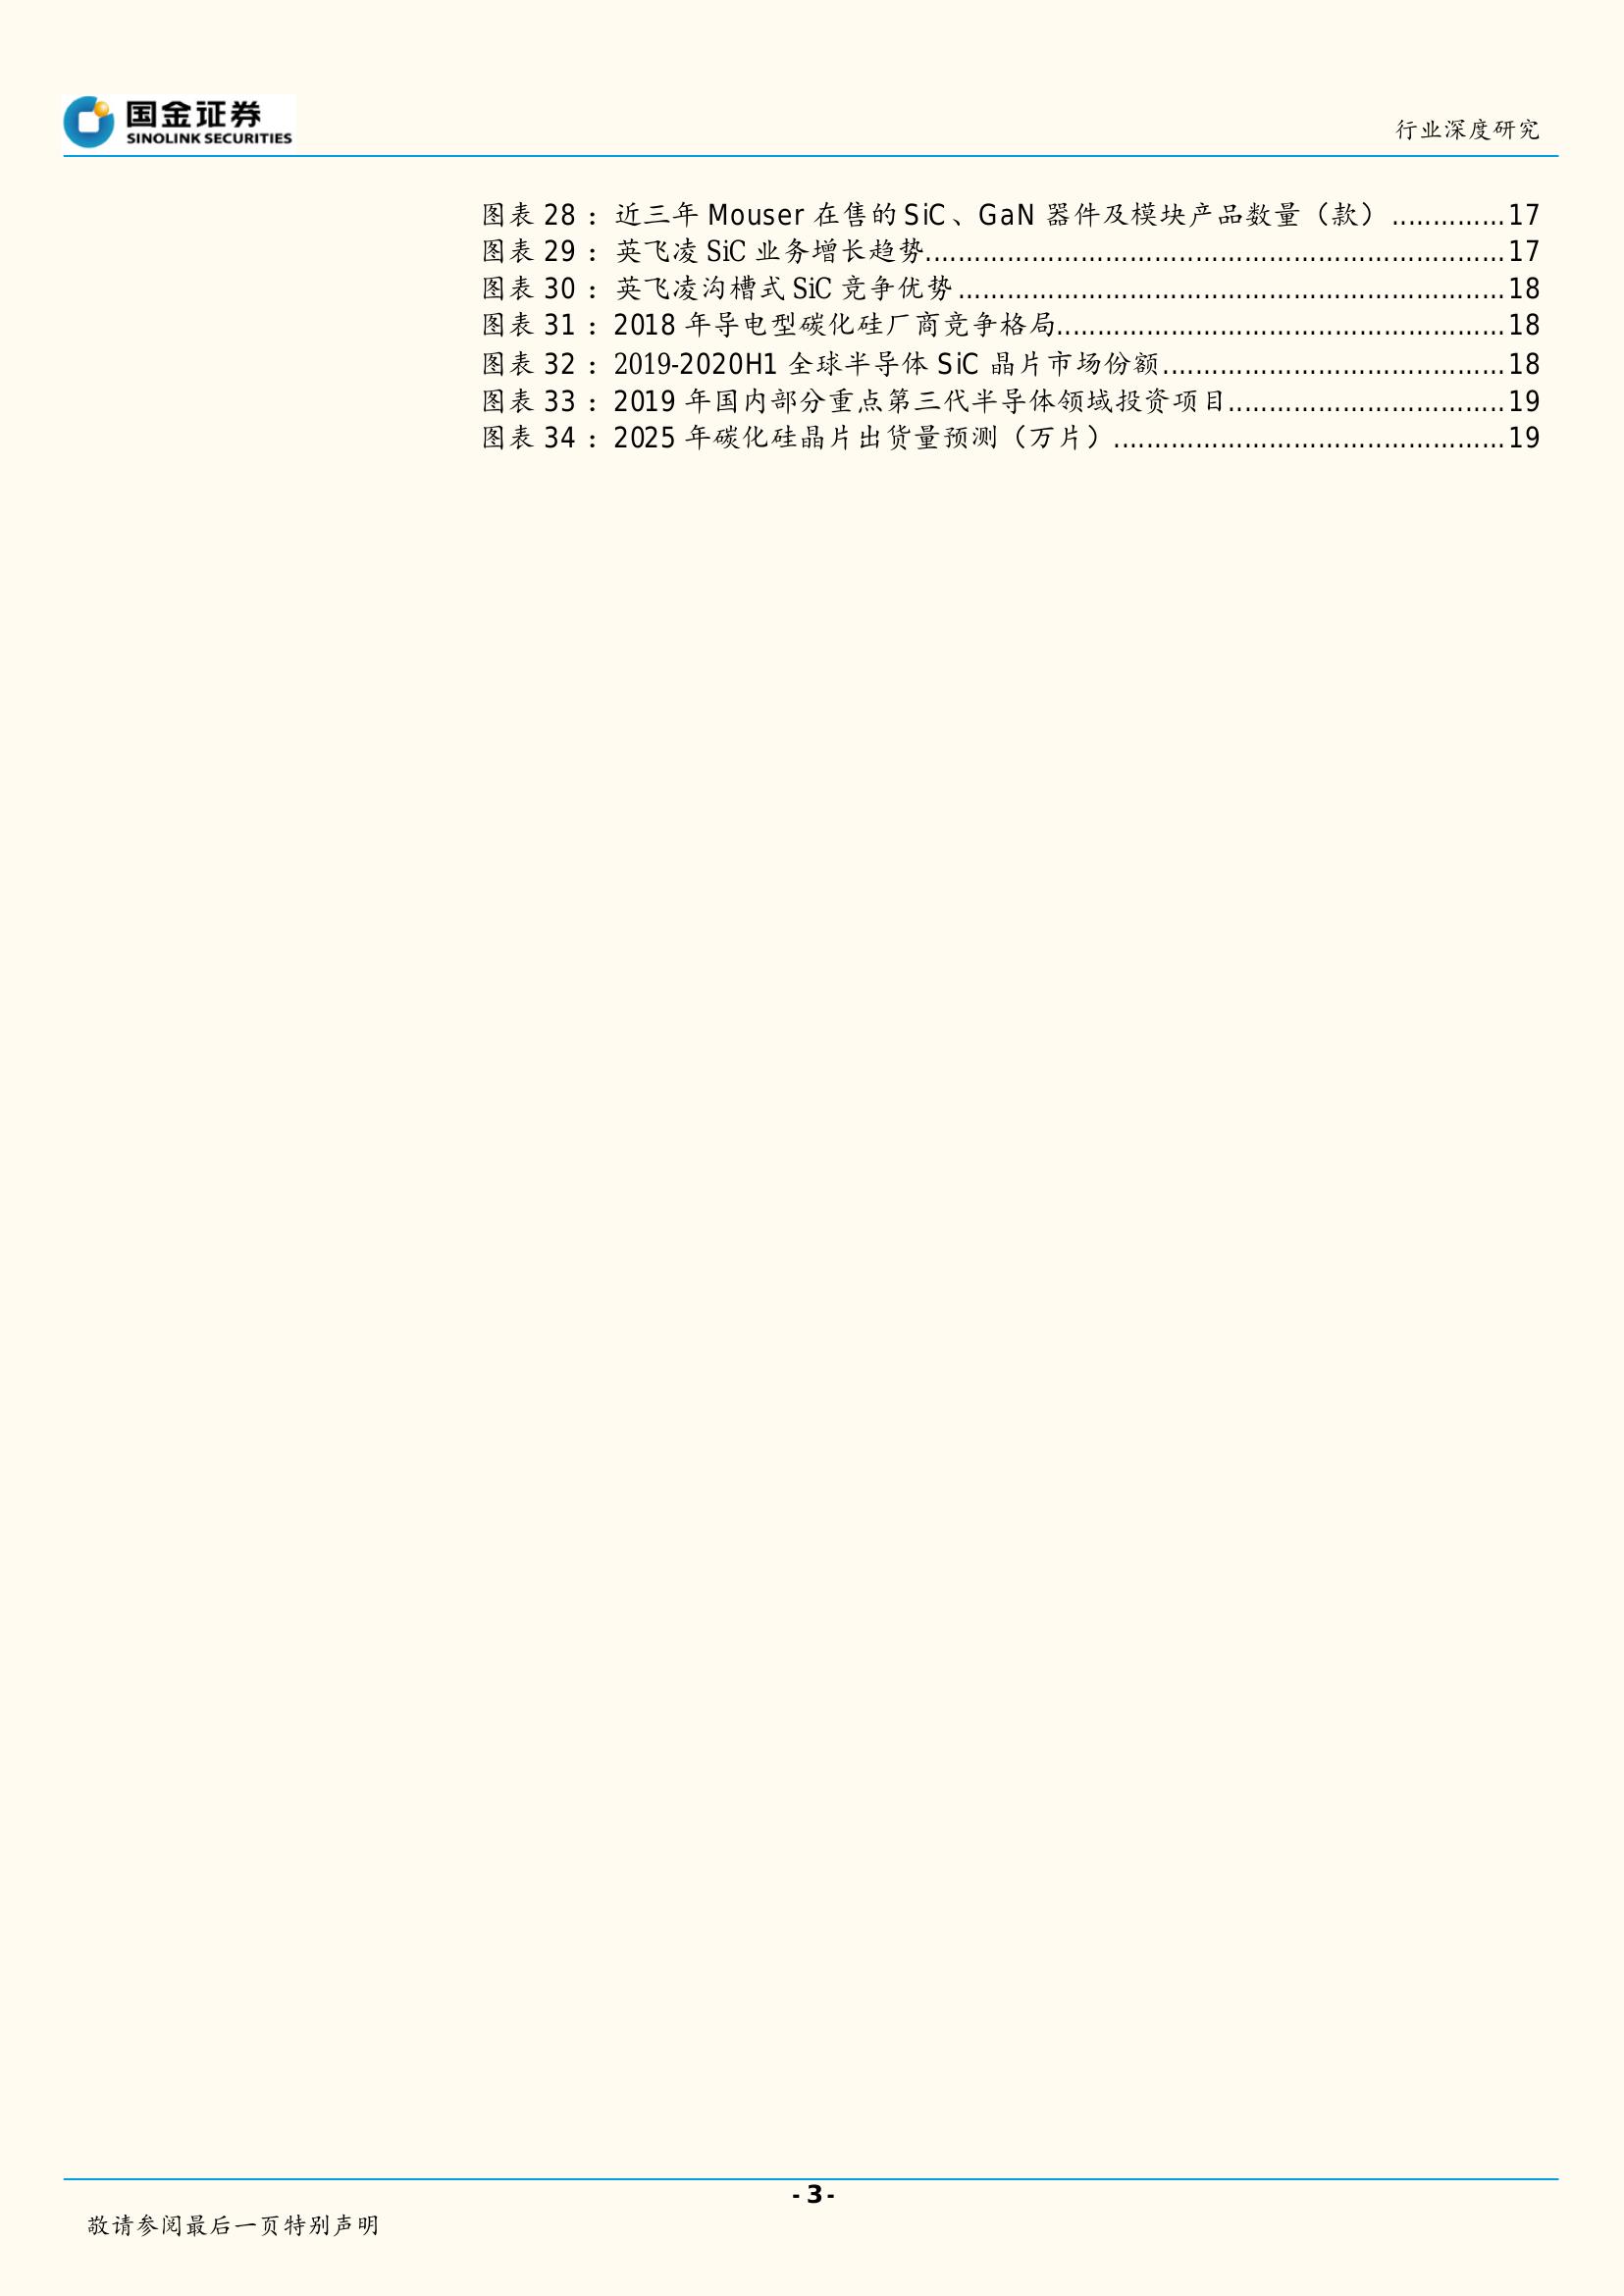 国金证券
SINOLINK SECURITIES
行业深度研究
图表 28：近三年 Mouser 在售的 SiC、GaN 器件及模块产品数量（款）..............17
图表 29：英飞凌 SiC 业务增长趋势.......................................................................17
图表 30：英飞凌沟槽式 SiC 竞争优势...................................................................18
图表 31：2018 年导电型碳化硅厂商竞争格局.......................................................18
图表 32：2019-2020H1 全球半导体 SiC 晶片市场份额..........................................18
图表 33：2019 年国内部分重点第三代半导体领域投资项目..................................19
图表 34：2025 年碳化硅晶片出货量预测（万片）................................................19
- 3 -
敬请参阅最后一页特别声明